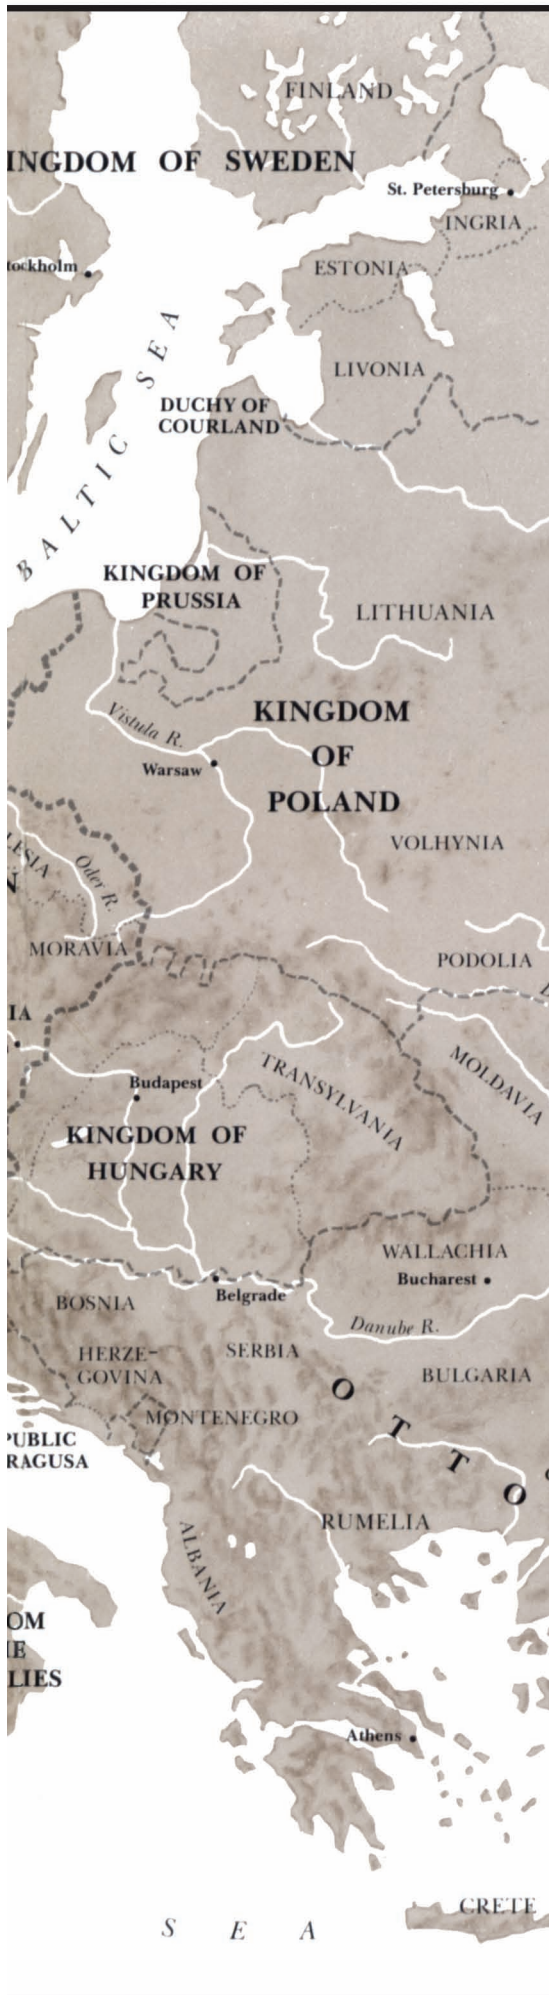 FINLAND
INGDOM OF SWEDEN
St. Petersburg
INGRIA
tockholm
ESTONIA
BALTIC SEA
LIVONIA
DUCHY OF
COURLAND
KINGDOM OF
PRUSSIA
LITHUANIA
KINGDOM
OF
POLAND
Vistula R.
Warsaw
VOLHYNIA
LESIA
Oder R.
N
MORAVIA
PODOLIA
IA
TRANSYLVANIA
MOLDAVIA
Budapest
KINGDOM OF
HUNGARY
WALLACHIA
Bucharest
BOSNIA
Belgrade
Danube R.
HERZE-
GOVINA
SERBIA
BULGARIA
MONTENEGRO
OTTO
PUBLIC
RAGUSA
RUMELIA
ALBANIA
OM
IE
LIES
Athens
CRETE
SEA